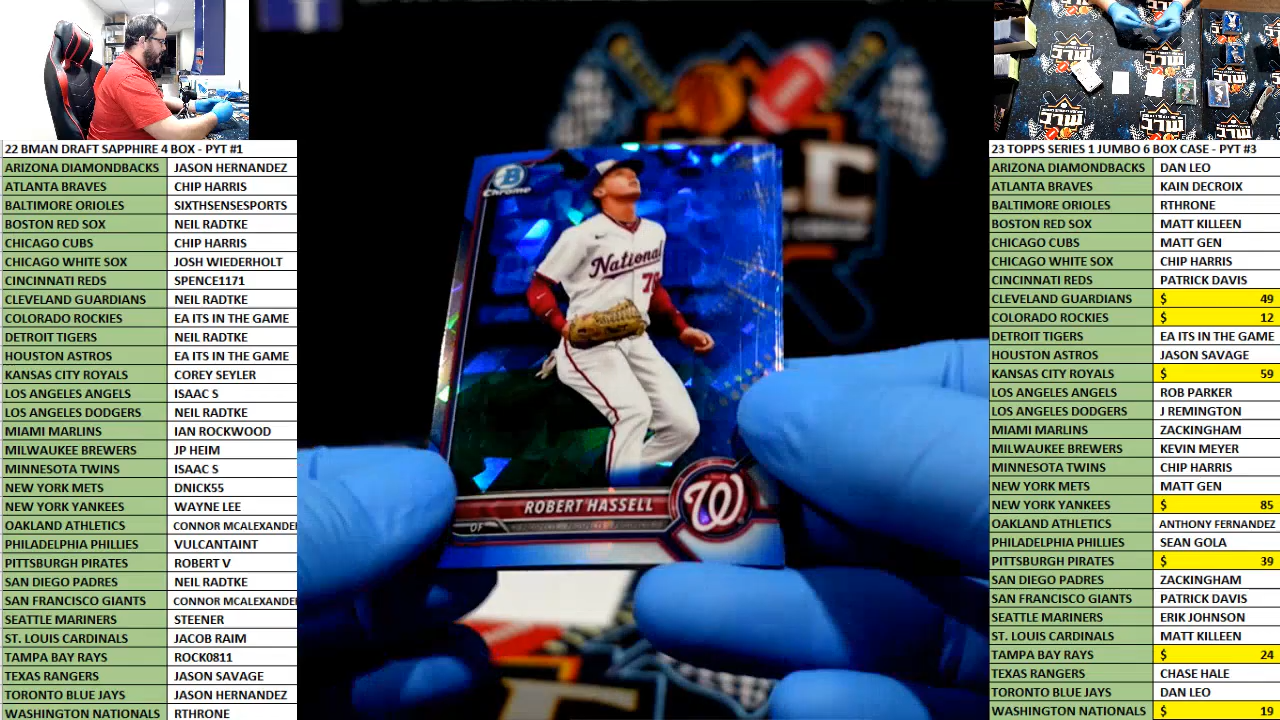 22 BMAN DRAFT SAPPHIRE 4 BOX - PYT #1
ARIZONA DIAMONDBACKS JASON HERNANDEZ
ATLANTA BRAVES CHIP HARRIS
BALTIMORE ORIOLES SIXTHSENSESPORTS
BOSTON RED SOX NEIL RADTKE
CHICAGO CUBS CHIP HARRIS
CHICAGO WHITE SOX JOSH WIEDERHOLT
CINCINNATI REDS SPENCE1171
CLEVELAND GUARDIANS NEIL RADTKE
COLORADO ROCKIES EA ITS IN THE GAME
DETROIT TIGERS NEIL RADTKE
HOUSTON ASTROS EA ITS IN THE GAME
KANSAS CITY ROYALS COREY SEYLER
LOS ANGELES ANGELS ISAAC S
LOS ANGELES DODGERS NEIL RADTKE
MIAMI MARLINS IAN ROCKWOOD
MILWAUKEE BREWERS JP HEIM
MINNESOTA TWINS ISAAC S
NEW YORK METS DNICK55
NEW YORK YANKEES WAYNE LEE
OAKLAND ATHLETICS CONNOR MCALEXANDE
PHILADELPHIA PHILLIES VULCANTAINT
PITTSBURGH PIRATES ROBERT V
SAN DIEGO PADRES NEIL RADTKE
SAN FRANCISCO GIANTS CONNOR MCALEXANDE
SEATTLE MARINERS STEENER
ST. LOUIS CARDINALS JACOB RAIM
TAMPA BAY RAYS ROCK0811
TEXAS RANGERS JASON SAVAGE
TORONTO BLUE JAYS JASON HERNANDEZ
WASHINGTON NATIONALS RTHRONE
B
Chrome
National
78
ROBERT HASSELL
OF
W
23 TOPPS SERIES 1 JUMBO 6 BOX CASE - PYT #3
ARIZONA DIAMONDBACKS DAN LEO
ATLANTA BRAVES KAIN DECROIX
BALTIMORE ORIOLES RTHRONE
BOSTON RED SOX MATT KILLEEN
CHICAGO CUBS MATT GEN
CHICAGO WHITE SOX CHIP HARRIS
CINCINNATI REDS PATRICK DAVIS
CLEVELAND GUARDIANS $ 49
COLORADO ROCKIES $ 12
DETROIT TIGERS EA ITS IN THE GAME
HOUSTON ASTROS JASON SAVAGE
KANSAS CITY ROYALS $ 59
LOS ANGELES ANGELS ROB PARKER
LOS ANGELES DODGERS J REMINGTON
MIAMI MARLINS ZACKINGHAM
MILWAUKEE BREWERS KEVIN MEYER
MINNESOTA TWINS CHIP HARRIS
NEW YORK METS MATT GEN
NEW YORK YANKEES $ 85
OAKLAND ATHLETICS ANTHONY FERNANDEZ
PHILADELPHIA PHILLIES SEAN GOLA
PITTSBURGH PIRATES $ 39
SAN DIEGO PADRES ZACKINGHAM
SAN FRANCISCO GIANTS PATRICK DAVIS
SEATTLE MARINERS ERIK JOHNSON
ST. LOUIS CARDINALS MATT KILLEEN
TAMPA BAY RAYS $ 24
TEXAS RANGERS CHASE HALE
TORONTO BLUE JAYS DAN LEO
WASHINGTON NATIONALS $ 19